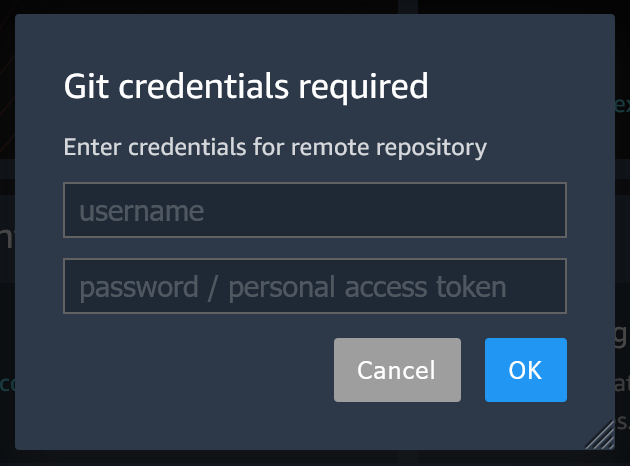 Git credentials required
Enter credentials for remote repository
username
password / personal access token
Cancel OK